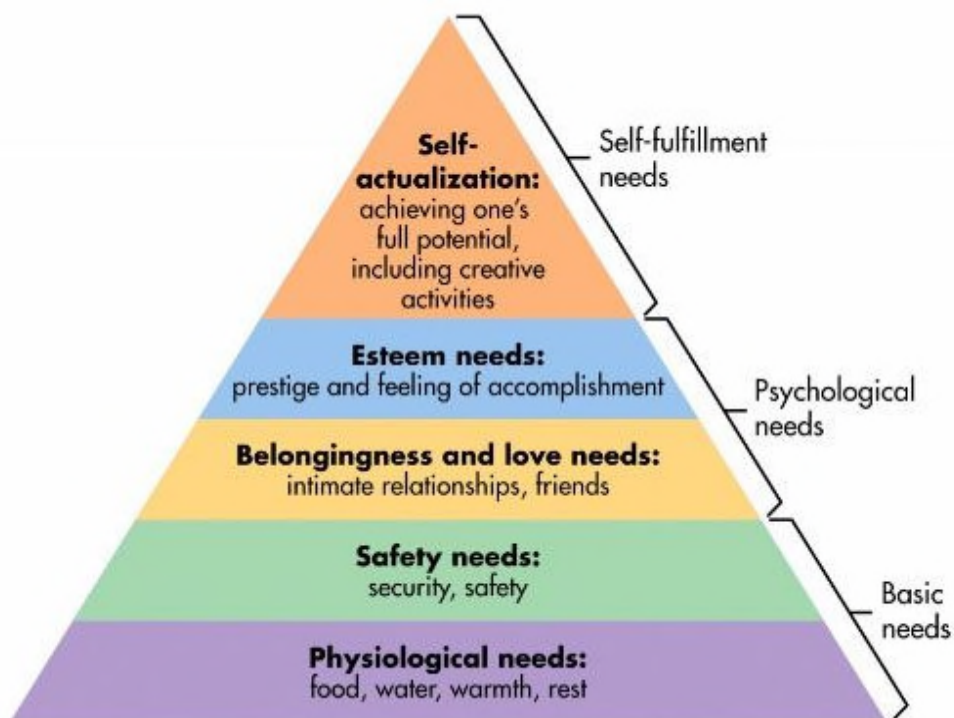 Self-
actualization:
achieving one's
full potential,
including creative
activities
Self-fulfillment
needs
Esteem needs:
prestige and feeling of accomplishment
Psychological
needs
Belongingness and love needs:
intimate relationships, friends
Safety needs:
security, safety
Basic
needs
Physiological needs:
food, water, warmth, rest